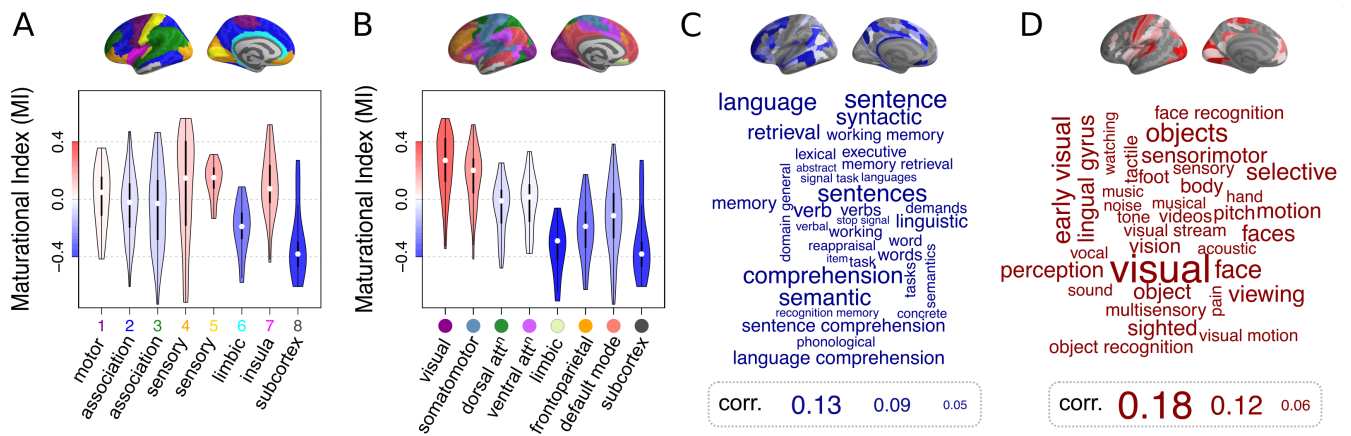 A
B
C
D
Maturational Index (MI)
0.4
0.0
−0.4
1 2 3 4 5 6 7 8
motor
association
association
sensory
sensory
limbic
insula
subcortex
Maturational Index (MI)
0.4
0.0
−0.4
visual
somatomotor
dorsal attⁿ
ventral attⁿ
limbic
frontoparietal
default mode
subcortex
language sentence
syntactic
retrieval working memory
lexical executive
abstract memory retrieval
signal task languages
domain general
sentences
memory
verb verbs demands
verbal stop signal linguistic
working
reappraisal word
item task words
tasks
semantics
comprehension
semantic
recognition memory concrete
sentence comprehension
phonological
language comprehension
corr. 0.13 0.09 0.05
face recognition
early visual
lingual gyrus
watching
tactile
objects
sensorimotor
foot sensory selective
body
music hand
noise musical
tone videos pitch motion
visual stream faces
vision
vocal acoustic
perception visual face
sound object pain viewing
multisensory
sighted visual motion
object recognition
corr. 0.18 0.12 0.06